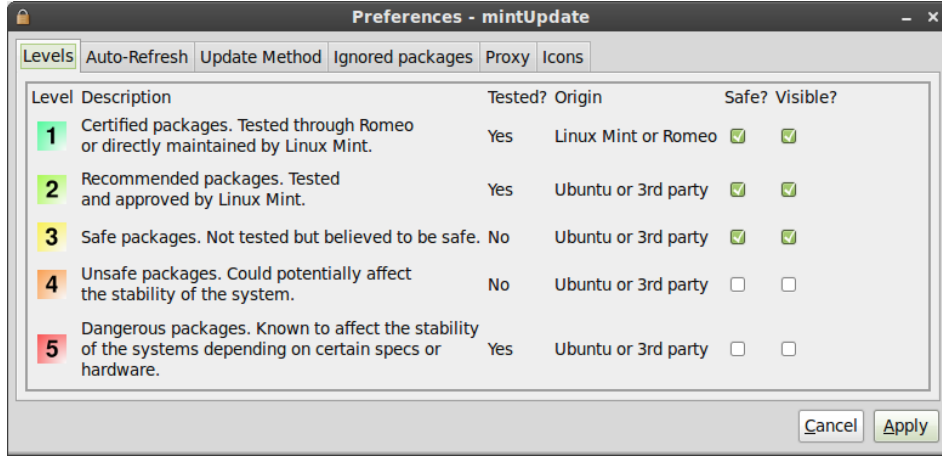 Preferences - mintUpdate
Levels Auto-Refresh Update Method Ignored packages Proxy Icons
Level Description Tested? Origin Safe? Visible?
1 Certified packages. Tested through Romeo
or directly maintained by Linux Mint. Yes Linux Mint or Romeo
2 Recommended packages. Tested
and approved by Linux Mint. Yes Ubuntu or 3rd party
3 Safe packages. Not tested but believed to be safe. No Ubuntu or 3rd party
4 Unsafe packages. Could potentially affect
the stability of the system. No Ubuntu or 3rd party
Dangerous packages. Known to affect the stability
5 of the systems depending on certain specs or Yes Ubuntu or 3rd party
hardware.
Cancel Apply